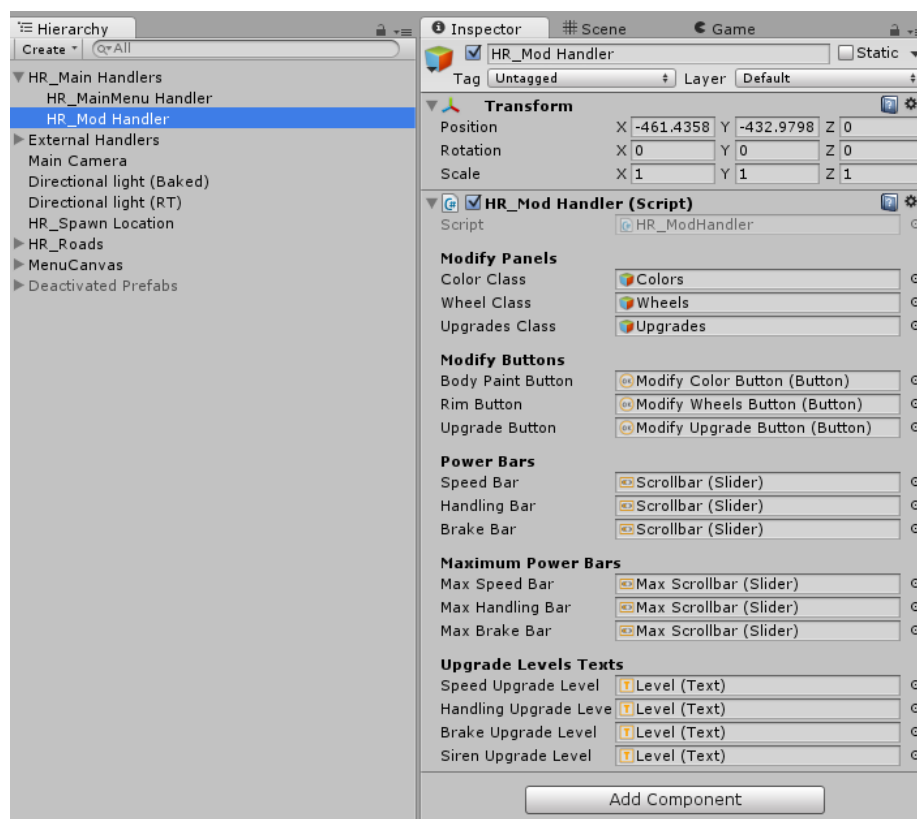 Hierarchy
Create
All
HR_Main Handlers
HR_MainMenu Handler
HR_Mod Handler
External Handlers
Main Camera
Directional light (Baked)
Directional light (RT)
HR_Spawn Location
HR_Roads
MenuCanvas
Deactivated Prefabs
Inspector Scene Game
HR_Mod Handler Static
Tag Untagged Layer Default
Transform
Position X -461.4358 Y -432.9798 Z 0
Rotation X 0 Y 0 Z 0
Scale X 1 Y 1 Z 1
HR_Mod Handler (Script)
Script HR_ModHandler
Modify Panels
Color Class Colors
Wheel Class Wheels
Upgrades Class Upgrades
Modify Buttons
Body Paint Button Modify Color Button (Button)
Rim Button Modify Wheels Button (Button)
Upgrade Button Modify Upgrade Button (Button)
Power Bars
Speed Bar Scrollbar (Slider)
Handling Bar Scrollbar (Slider)
Brake Bar Scrollbar (Slider)
Maximum Power Bars
Max Speed Bar Max Scrollbar (Slider)
Max Handling Bar Max Scrollbar (Slider)
Max Brake Bar Max Scrollbar (Slider)
Upgrade Levels Texts
Speed Upgrade Level Level (Text)
Handling Upgrade Leve Level (Text)
Brake Upgrade Level Level (Text)
Siren Upgrade Level Level (Text)
Add Component